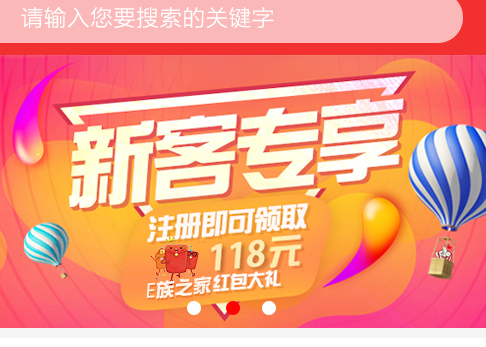 请输入您要搜索的关键字
新客专享
注册即可领取
118元
E族之家红包大礼